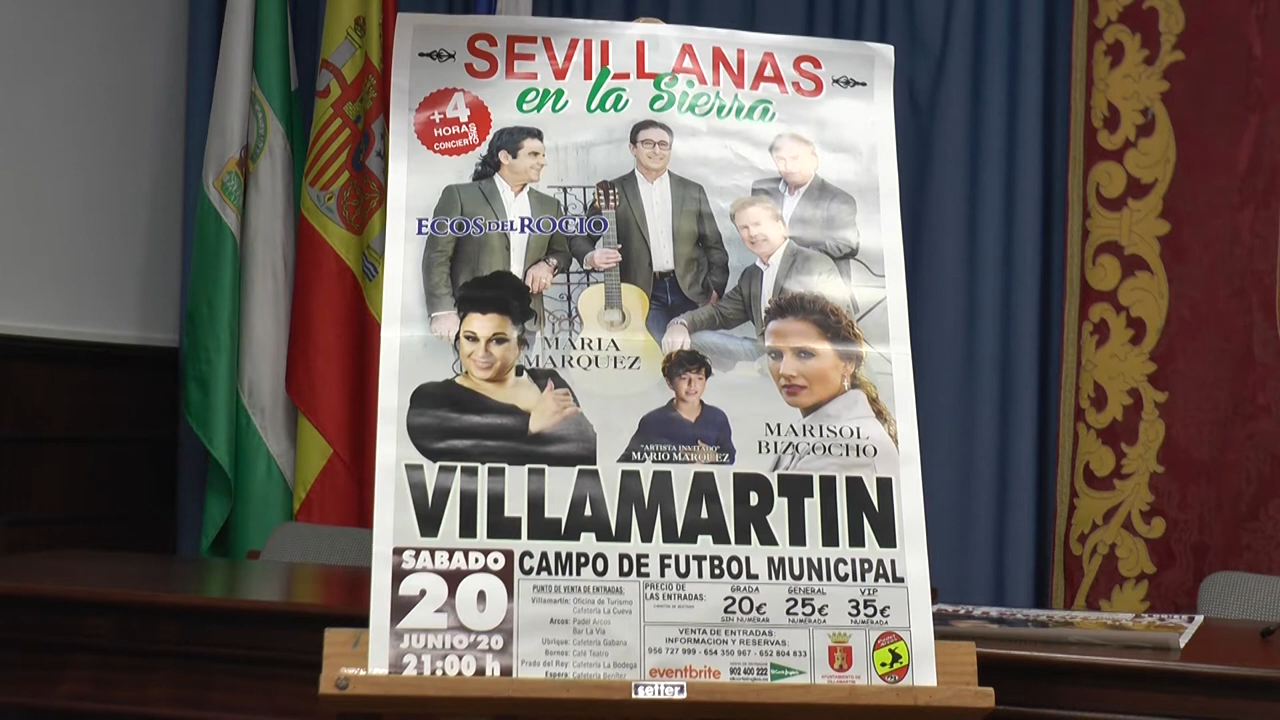 SEVILLANAS
en la Sierra
+4
HORAS
DE
CONCIERTO
ECOS DEL ROCIO
MARIA
MARQUEZ
MARISOL
BIZCOCHO
"ARTISTA INVITADO"
MARIO MARQUEZ
VILLAMARTIN
SABADO
20
JUNIO'20
21:00 h
CAMPO DE FUTBOL MUNICIPAL
PUNTO DE VENTA DE ENTRADAS:
Villamartín: Oficina de Turismo
Cafetería La Cueva
Arcos: Padel Arcos
Bar La Vía
Ubrique: Cafetería Gabana
Bornos: Café Teatro
Prado del Rey: Cafetería La Bodega
Espera: Cafetería Benítez
PRECIO DE
LAS ENTRADAS:
GRADA
20€
SIN NUMERAR
GENERAL
25€
NUMERADA
VIP
35€
NUMERADA
VENTA DE ENTRADAS:
INFORMACION Y RESERVAS:
956 727 999 - 654 350 967 - 652 804 833
eventbrite
902 400 222
El Corte Inglés
AYUNTAMIENTO DE
VILLAMARTIN
setter